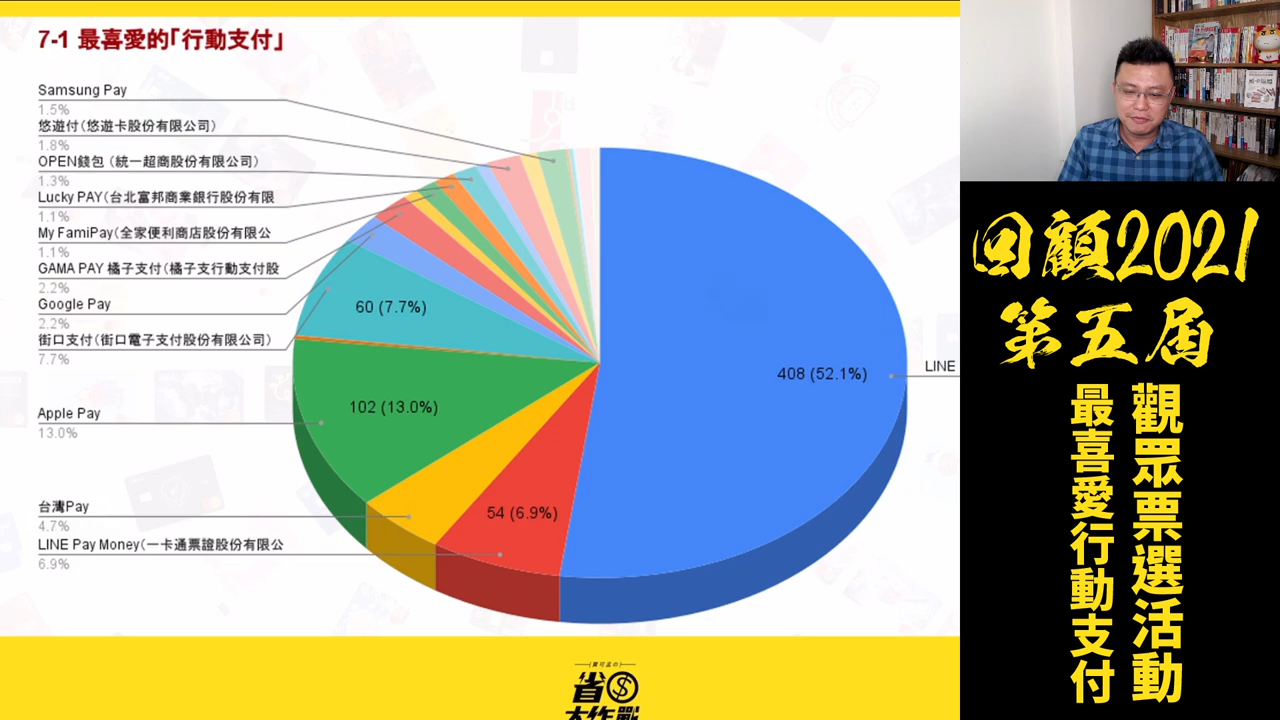 7-1 最喜愛的「行動支付」
Samsung Pay
1.5%
悠遊付(悠遊卡股份有限公司)
1.8%
OPEN錢包 (統一超商股份有限公司)
1.3%
Lucky PAY(台北富邦商業銀行股份有限
1.1%
My FamiPay(全家便利商店股份有限公
1.1%
GAMA PAY 橘子支付(橘子支行動支付股
2.2%
Google Pay
2.2%
街口支付(街口電子支付股份有限公司)
7.7%
Apple Pay
13.0%
台灣Pay
4.7%
LINE Pay Money(一卡通票證股份有限公
6.9%
60 (7.7%)
102 (13.0%)
54 (6.9%)
408 (52.1%)
LINE
寶可孟の
省$
大作戰
回顧2021
第五屆
觀眾票選活動
最喜愛行動支付